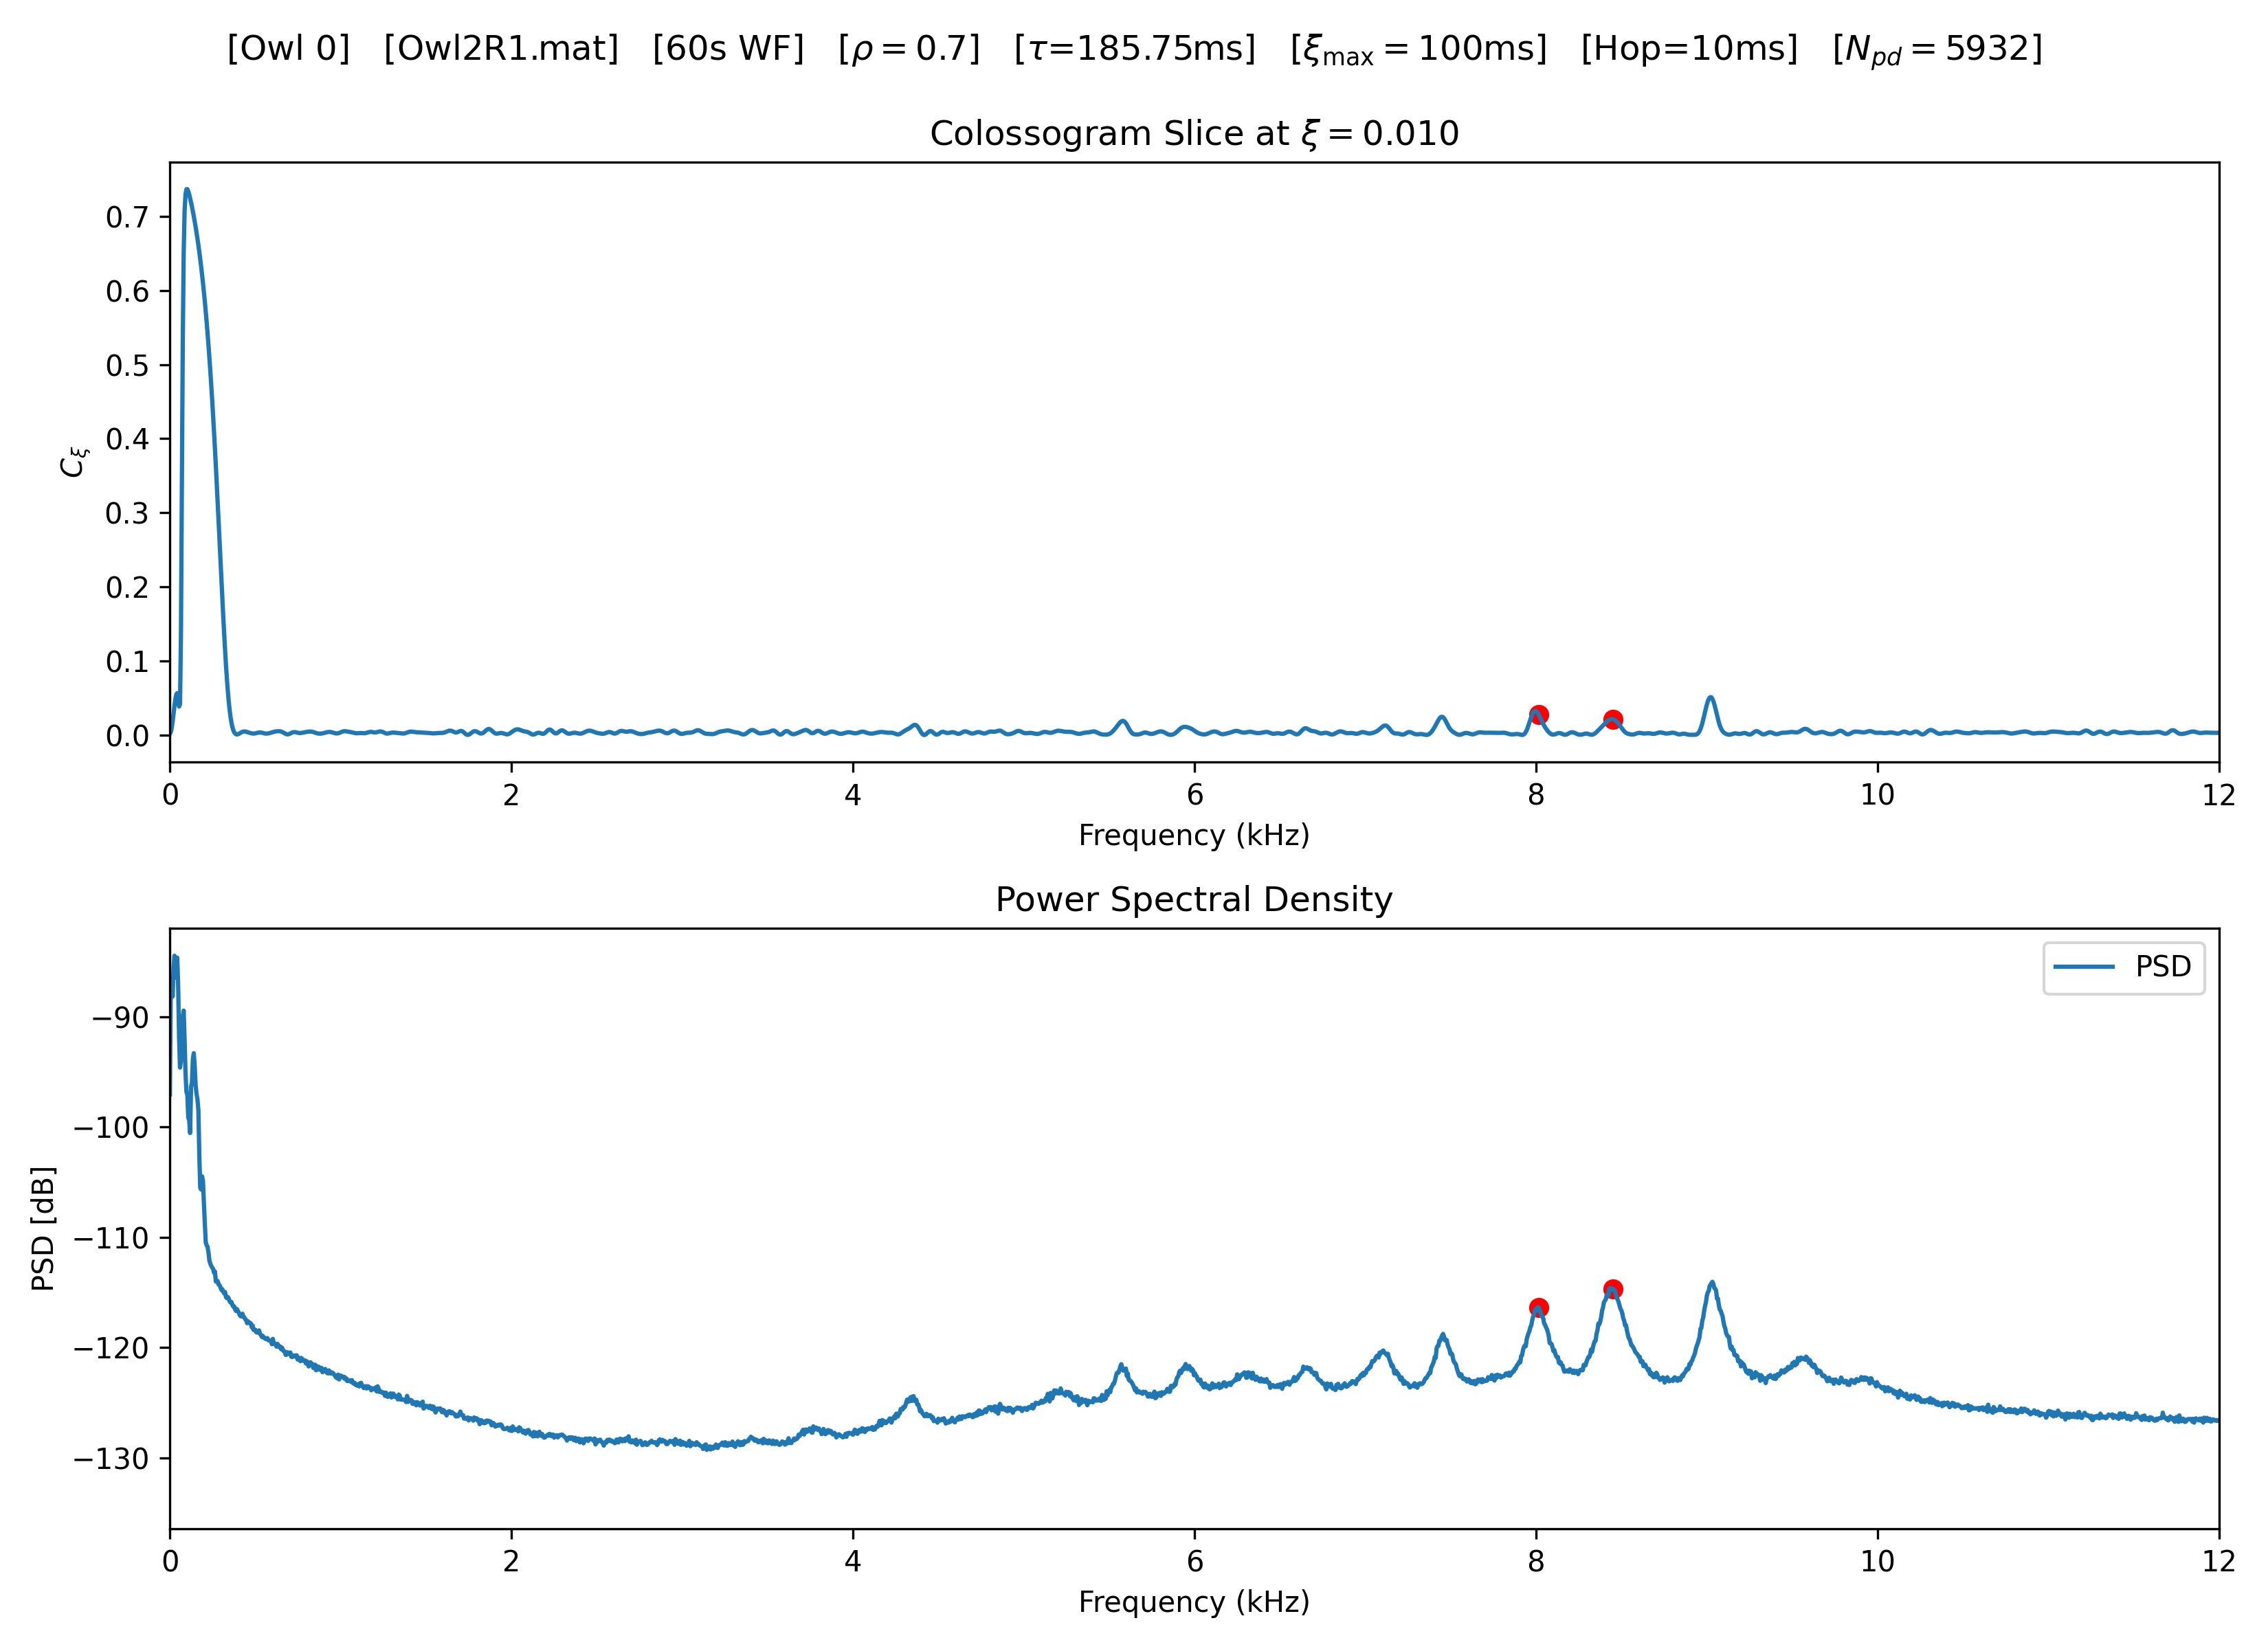 [Owl 0] [Owl2R1.mat] [60s WF] [ρ = 0.7] [τ=185.75ms] [ξmax = 100ms] [Hop=10ms] [Npd = 5932]
Colossogram Slice at ξ = 0.010
Cξ
0.7
0.6
0.5
0.4
0.3
0.2
0.1
0.0
0 2 4 6 8 10 12
Frequency (kHz)
Power Spectral Density
PSD
PSD [dB]
−90
−100
−110
−120
−130
0 2 4 6 8 10 12
Frequency (kHz)